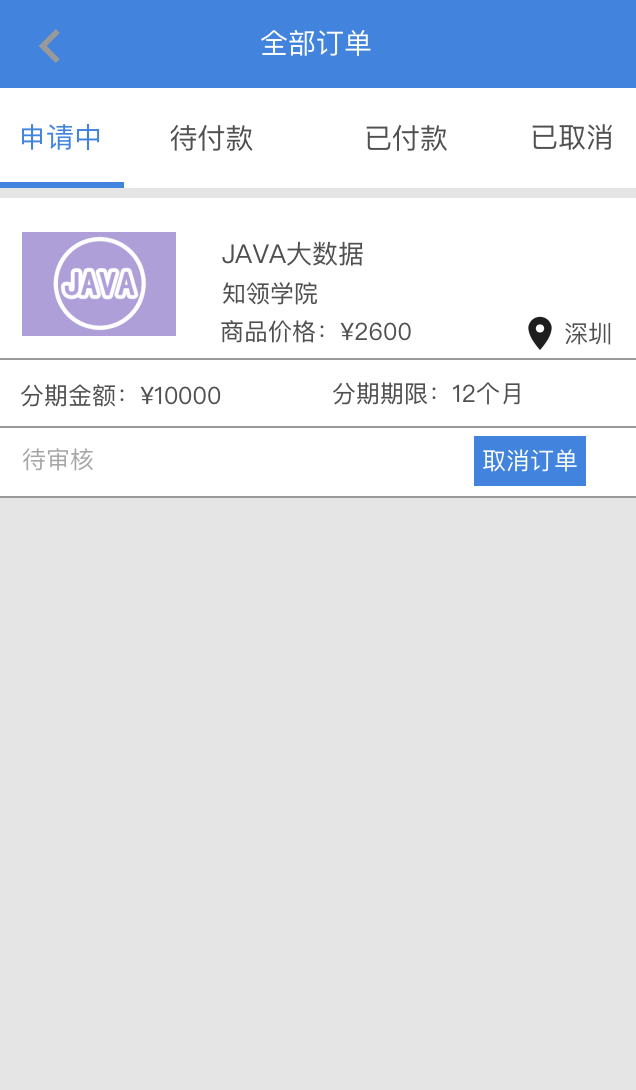 全部订单
申请中 待付款 已付款 已取消
JAVA
JAVA大数据
知领学院
商品价格：¥2600 深圳
分期金额：¥10000 分期期限：12个月
待审核 取消订单